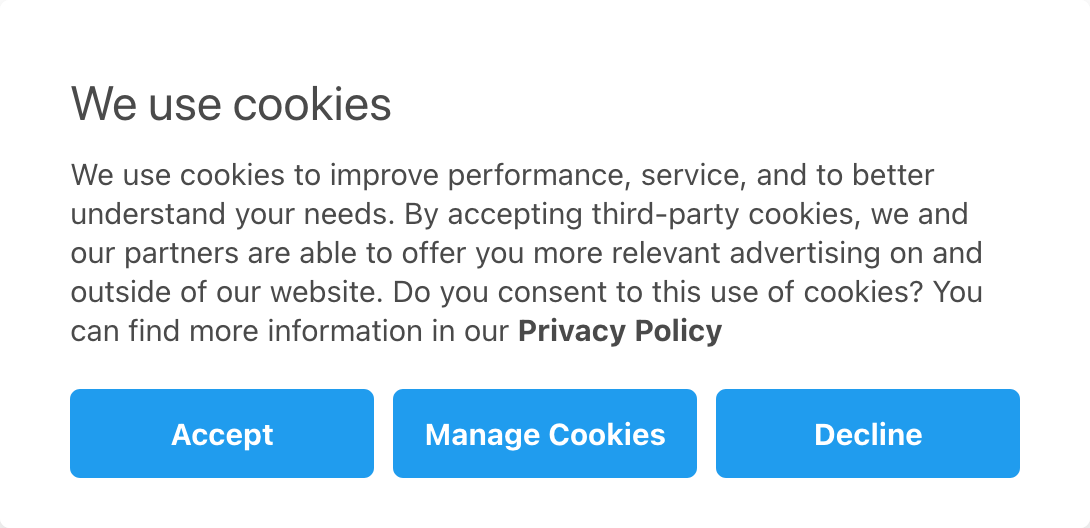 We use cookies
We use cookies to improve performance, service, and to better
understand your needs. By accepting third-party cookies, we and
our partners are able to offer you more relevant advertising on and
outside of our website. Do you consent to this use of cookies? You
can find more information in our Privacy Policy
Accept
Manage Cookies
Decline